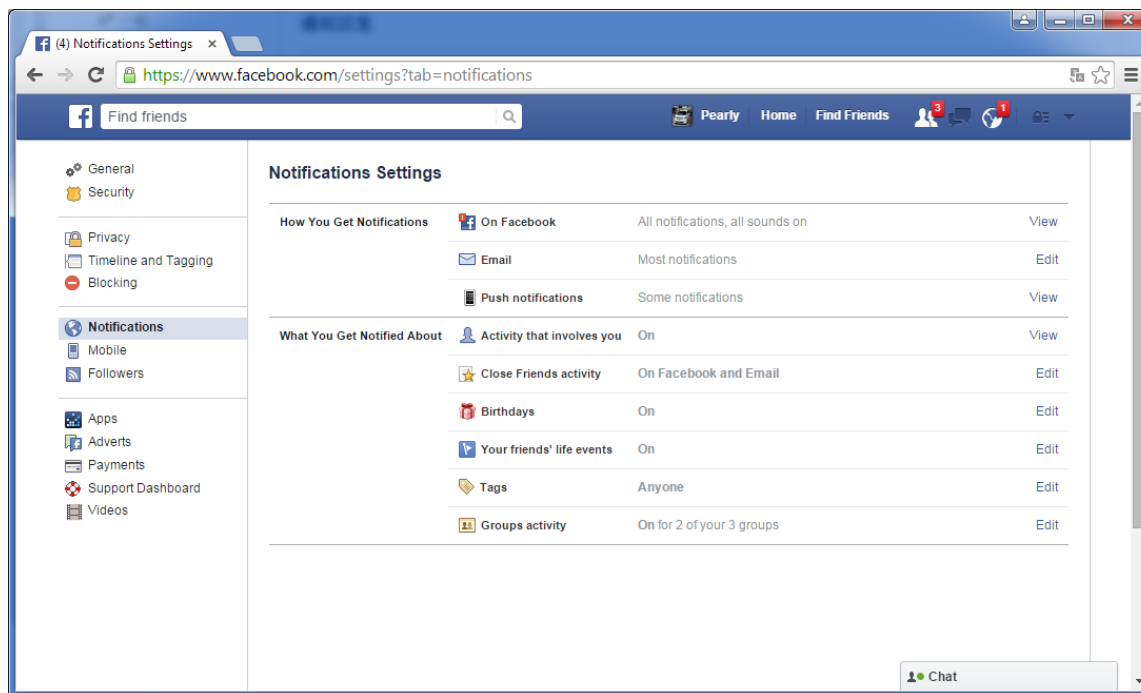 (4) Notifications Settings
https://www.facebook.com/settings?tab=notifications
Find friends
Pearly Home Find Friends 3 1
General
Security
Privacy
Timeline and Tagging
Blocking
Notifications
Mobile
Followers
Apps
Adverts
Payments
Support Dashboard
Videos
Notifications Settings
How You Get Notifications On Facebook All notifications, all sounds on View
Email Most notifications Edit
Push notifications Some notifications View
What You Get Notified About Activity that involves you On View
Close Friends activity On Facebook and Email Edit
Birthdays On Edit
Your friends' life events On Edit
Tags Anyone Edit
Groups activity On for 2 of your 3 groups Edit
Chat